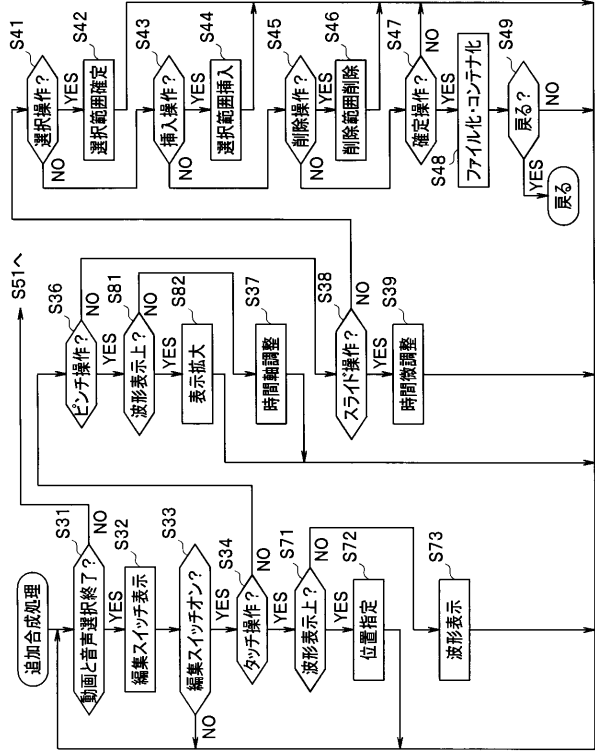 追加合成処理
動画と音声選択終了?
S31
NO
S51へ
YES
編集スイッチ表示
S32
編集スイッチオン?
S33
NO
YES
タッチ操作?
S34
NO
YES
波形表示上?
S71
NO
YES
位置指定
S72
波形表示
S73
ピンチ操作?
S36
NO
YES
波形表示上?
S81
NO
YES
表示拡大
S82
時間軸調整
S37
スライド操作?
S38
NO
YES
時間微調整
S39
選択操作?
S41
NO
YES
選択範囲確定
S42
挿入操作?
S43
NO
YES
選択範囲挿入
S44
削除操作?
S45
NO
YES
削除範囲削除
S46
確定操作?
S47
NO
YES
ファイル化・コンテナ化
S48
戻る?
S49
NO
YES
戻る